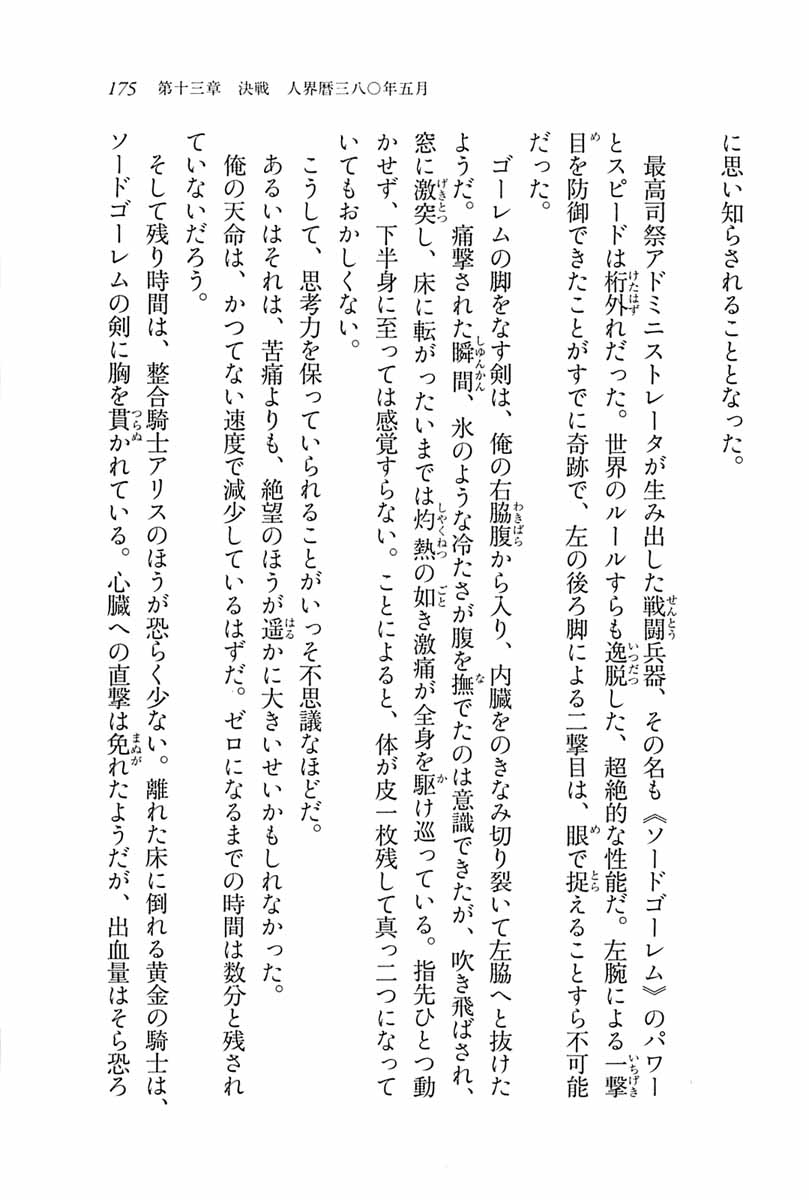 175　第十三章　決戦　人界暦三八〇年五月
に思い知らされることとなった。
　最高司祭アドミニストレータが生み出した戦闘兵器、その名も《ソードゴーレム》のパワー
とスピードは桁外れだった。世界のルールすらも逸脱した、超絶的な性能だ。左腕による一撃
目を防御できたことがすでに奇跡で、左の後ろ脚による二撃目は、眼で捉えることすら不可能
だった。
　ゴーレムの脚をなす剣は、俺の右脇腹から入り、内臓をのきなみ切り裂いて左脇へと抜けた
ようだ。痛撃された瞬間、氷のような冷たさが腹を撫でたのは意識できたが、吹き飛ばされ、
窓に激突し、床に転がったいまでは灼熱の如き激痛が全身を駆け巡っている。指先ひとつ動
かせず、下半身に至っては感覚すらない。ことによると、体が皮一枚残して真っ二つになって
いてもおかしくない。
　こうして、思考力を保っていられることがいっそ不思議なほどだ。
　あるいはそれは、苦痛よりも、絶望のほうが遥かに大きいせいかもしれなかった。
　俺の天命は、かつてない速度で減少しているはずだ。ゼロになるまでの時間は数分と残され
ていないだろう。
　そして残り時間は、整合騎士アリスのほうが恐らく少ない。離れた床に倒れる黄金の騎士は、
ソードゴーレムの剣に胸を貫かれている。心臓への直撃は免れたようだが、出血量はそら恐ろ